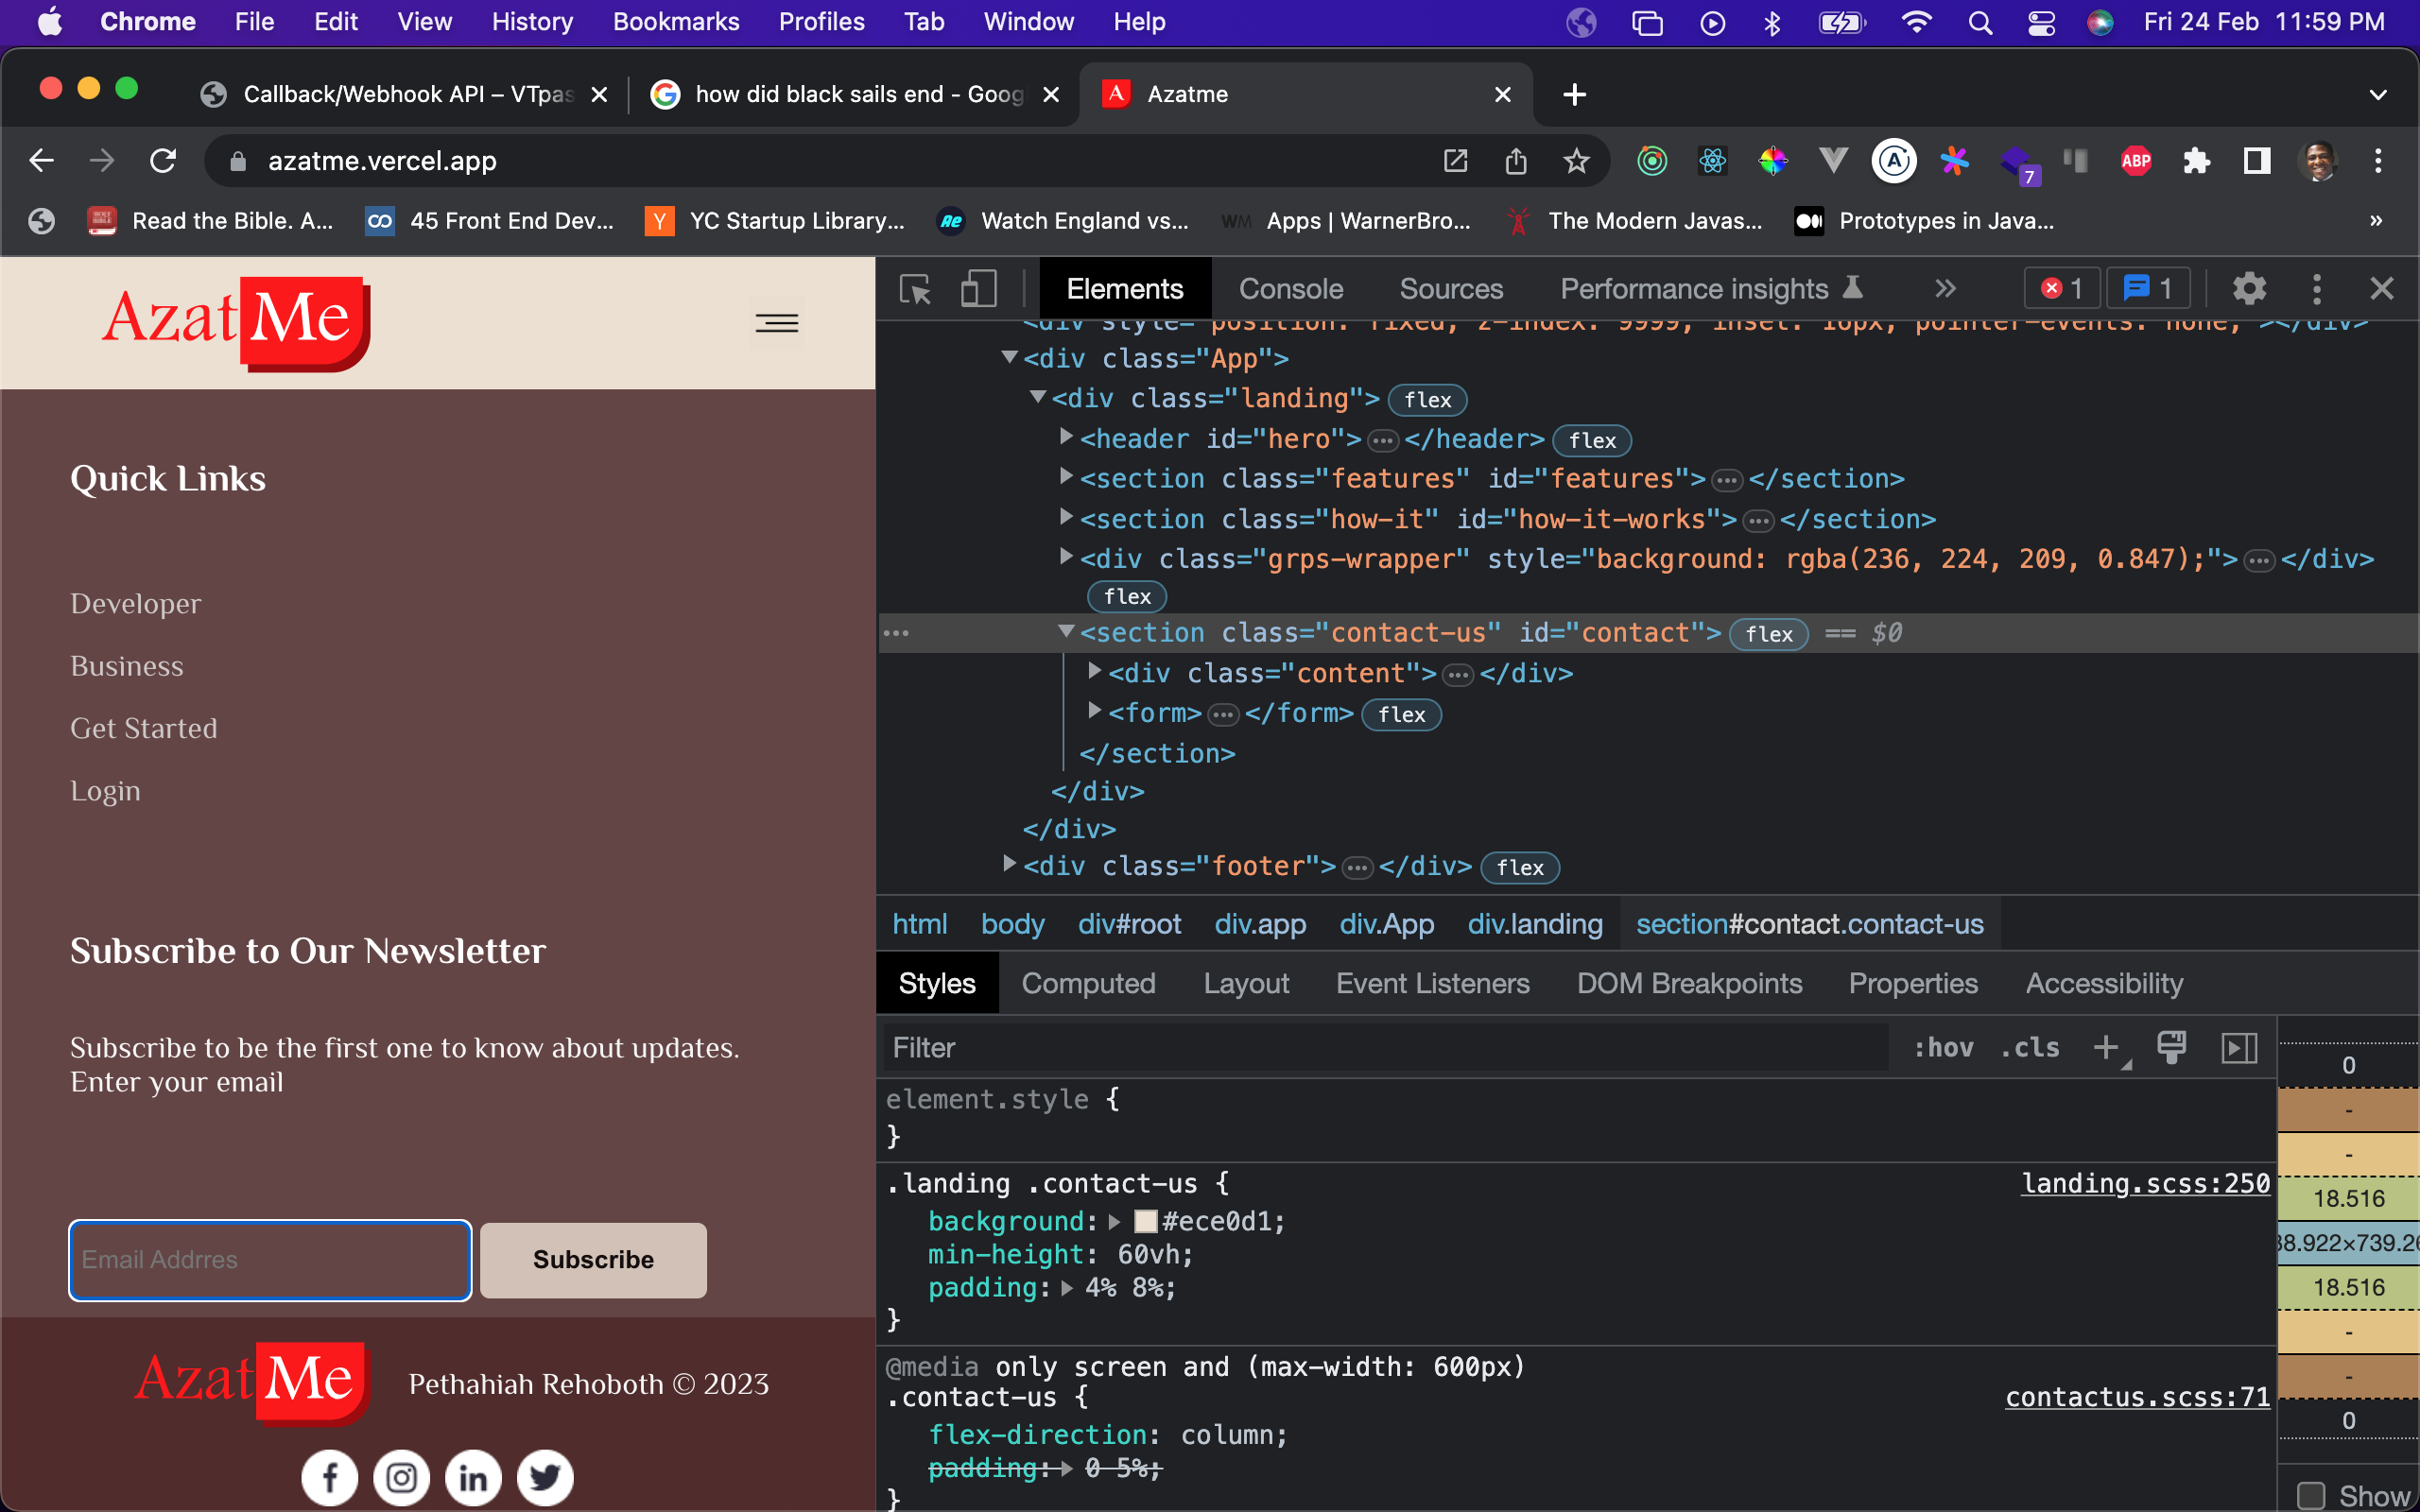 Chrome File Edit View History Bookmarks Profiles Tab Window Help Fri 24 Feb 11:59 PM
Callback/Webhook API – VTpas how did black sails end - Goog Azatme
azatme.vercel.app A 7 ABP
Read the Bible. A... 45 Front End Dev... Y YC Startup Library... Ae Watch England vs... WM Apps | WarnerBro... The Modern Javas... Prototypes in Java... »
AzatMe
Quick Links
Developer
Business
Get Started
Login
Subscribe to Our Newsletter
Subscribe to be the first one to know about updates.
Enter your email
Email Addrres Subscribe
AzatMe Pethahiah Rehoboth © 2023
Elements Console Sources Performance insights » 1 1
<div style="position: fixed; z-index: 9999; inset: 16px; pointer-events: none;"></div>
<div class="App">
<div class="landing"> flex
<header id="hero"> … </header> flex
<section class="features" id="features"> … </section>
<section class="how-it" id="how-it-works"> … </section>
<div class="grps-wrapper" style="background: rgba(236, 224, 209, 0.847);"> … </div>
flex
… <section class="contact-us" id="contact"> flex == $0
<div class="content"> … </div>
<form> … </form> flex
</section>
</div>
</div>
<div class="footer"> … </div> flex
html body div#root div.app div.App div.landing section#contact.contact-us
Styles Computed Layout Event Listeners DOM Breakpoints Properties Accessibility
Filter :hov .cls +
element.style {
}
.landing .contact-us { landing.scss:250
background: #ece0d1;
min-height: 60vh;
padding: 4% 8%;
}
@media only screen and (max-width: 600px)
.contact-us { contactus.scss:71
flex-direction: column;
padding: 0 5%;
}
0
-
-
18.516
38.922×739.26
18.516
-
-
0
Show